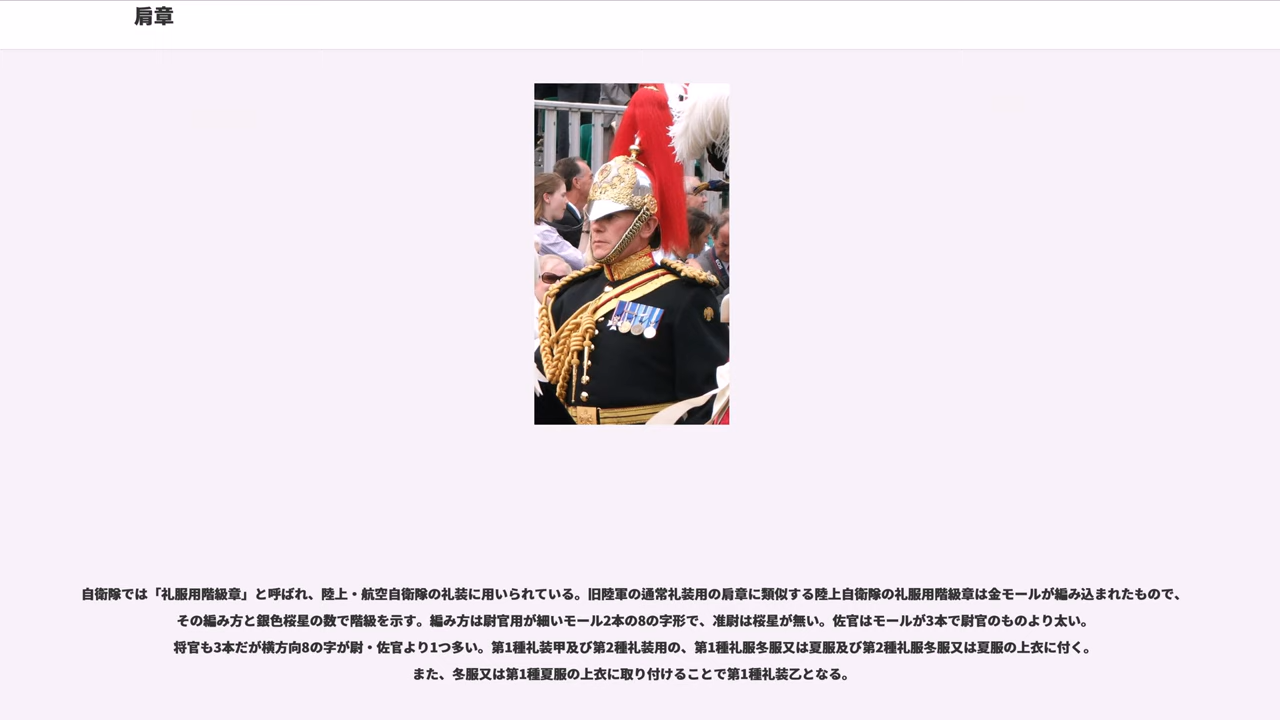 肩章
自衛隊では「礼服用階級章」と呼ばれ、陸上・航空自衛隊の礼装に用いられている。旧陸軍の通常礼装用の肩章に類似する陸上自衛隊の礼服用階級章は金モールが編み込まれたもので、
その編み方と銀色桜星の数で階級を示す。編み方は尉官用が細いモール2本の8の字形で、准尉は桜星が無い。佐官はモールが3本で尉官のものより太い。
将官も3本だが横方向8の字が尉・佐官より1つ多い。第1種礼装甲及び第2種礼装用の、第1種礼服冬服又は夏服及び第2種礼服冬服又は夏服の上衣に付く。
また、冬服又は第1種夏服の上衣に取り付けることで第1種礼装乙となる。